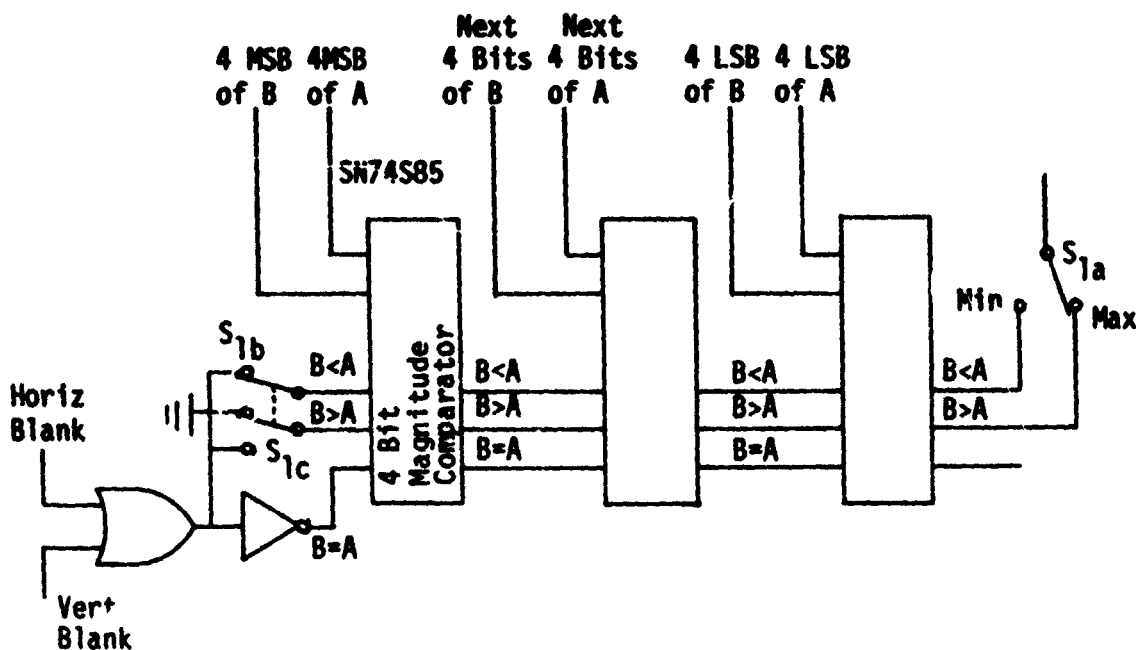 4 MSB
of B
4MSB
of A
Next
4 Bits
of B
Next
4 Bits
of A
4 LSB
of B
4 LSB
of A
SN74S85
S1a
Min
Max
S1b
B<A
B>A
S1c
B=A
4 Bit
Magnitude
Comparator
B<A
B>A
B=A
B<A
B>A
B=A
B<A
B>A
Horiz
Blank
Vert
Blank